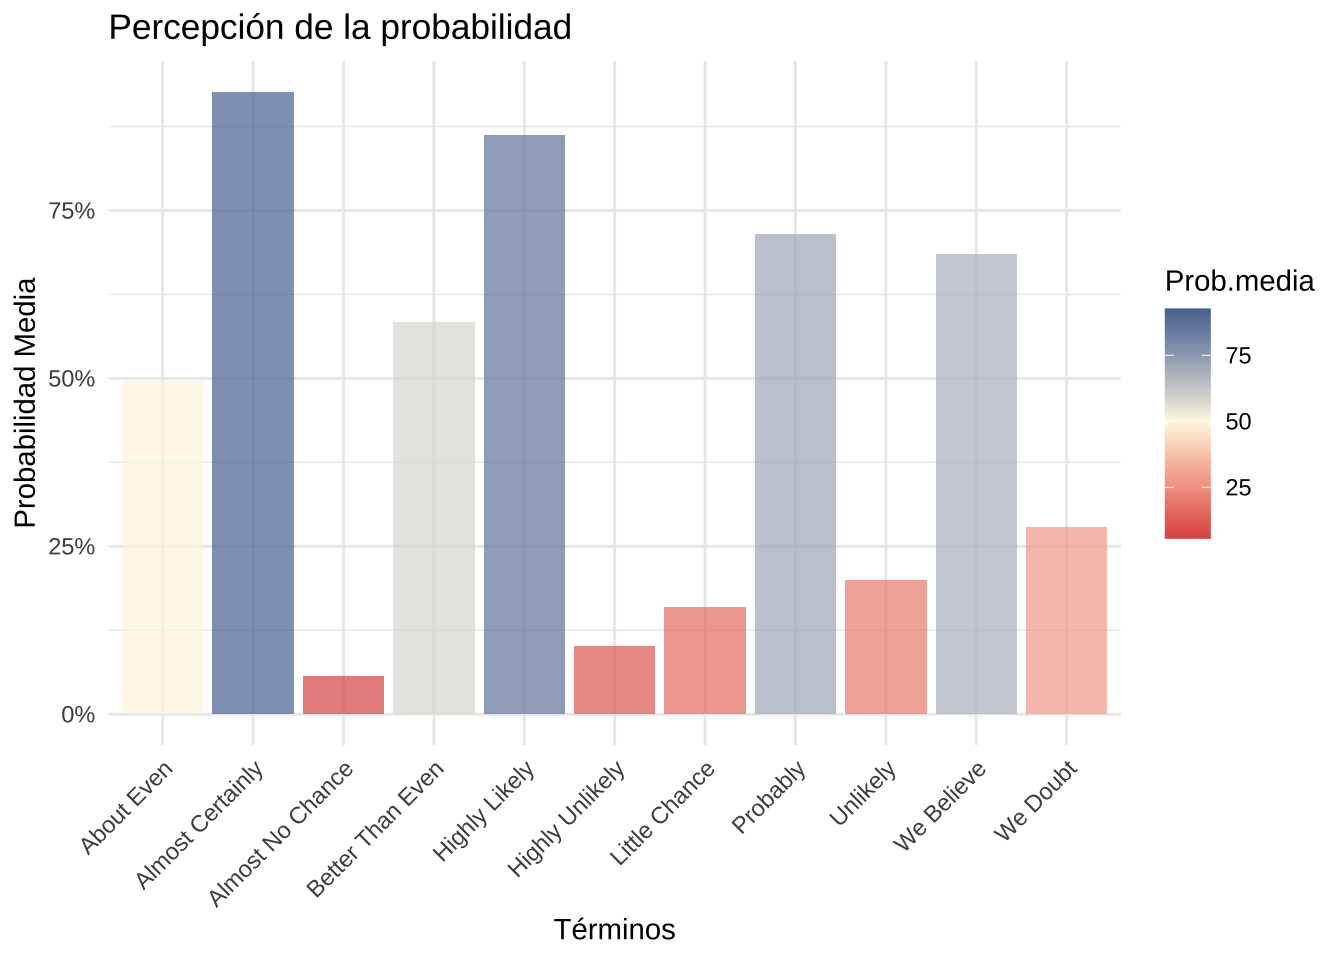 Percepción de la probabilidad
Probabilidad Media
75%
50%
25%
0%
About Even
Almost Certainly
Almost No Chance
Better Than Even
Highly Likely
Highly Unlikely
Little Chance
Probably
Unlikely
We Believe
We Doubt
Términos
Prob.media
75
50
25